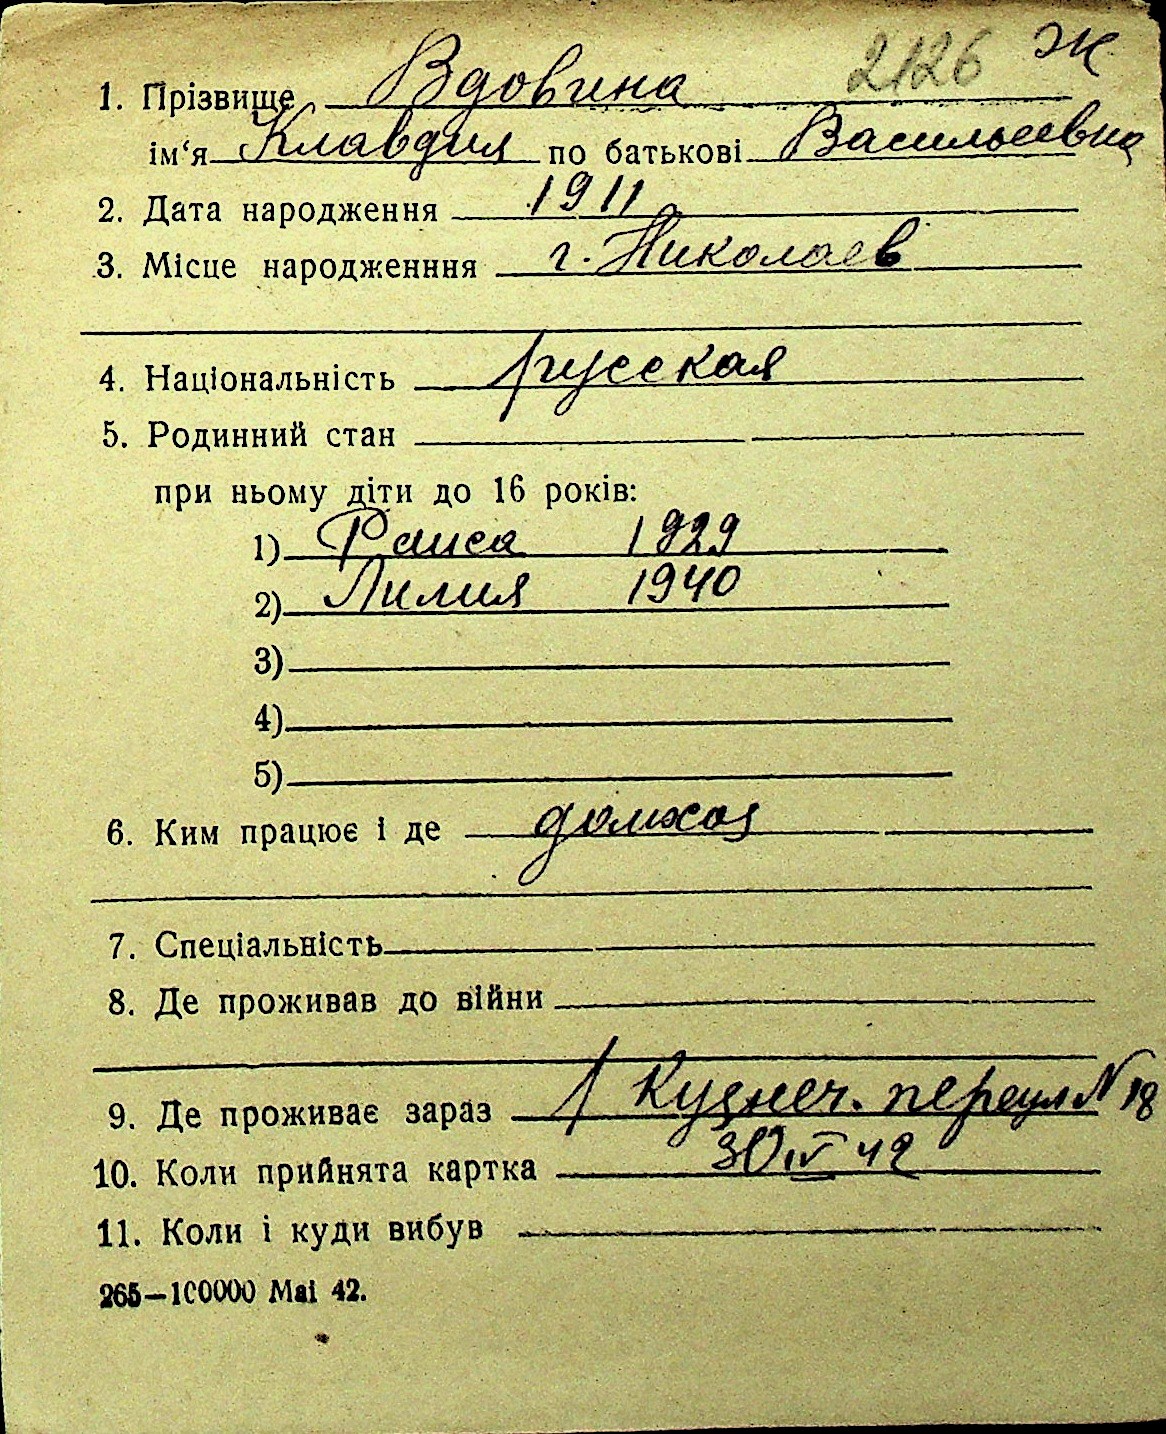 2126 Ж
1. Прізвище Вдовина
ім‘я Клавдия по батькові Васильевна
2. Дата народження 1911
3. Місце народженння г. Николаев
4. Національність русская
5. Родинний стан
при ньому діти до 16 років:
1) Раиса 1929
2) Лилия 1940
3)
4)
5)
6. Ким працює і де домхоз
7. Спеціальність
8. Де проживав до війни
9. Де проживає зараз 1 Кузнеч. переул N 18
10. Коли прийнята картка 30 IV 42
11. Коли і куди вибув
265—100000 Mai 42.